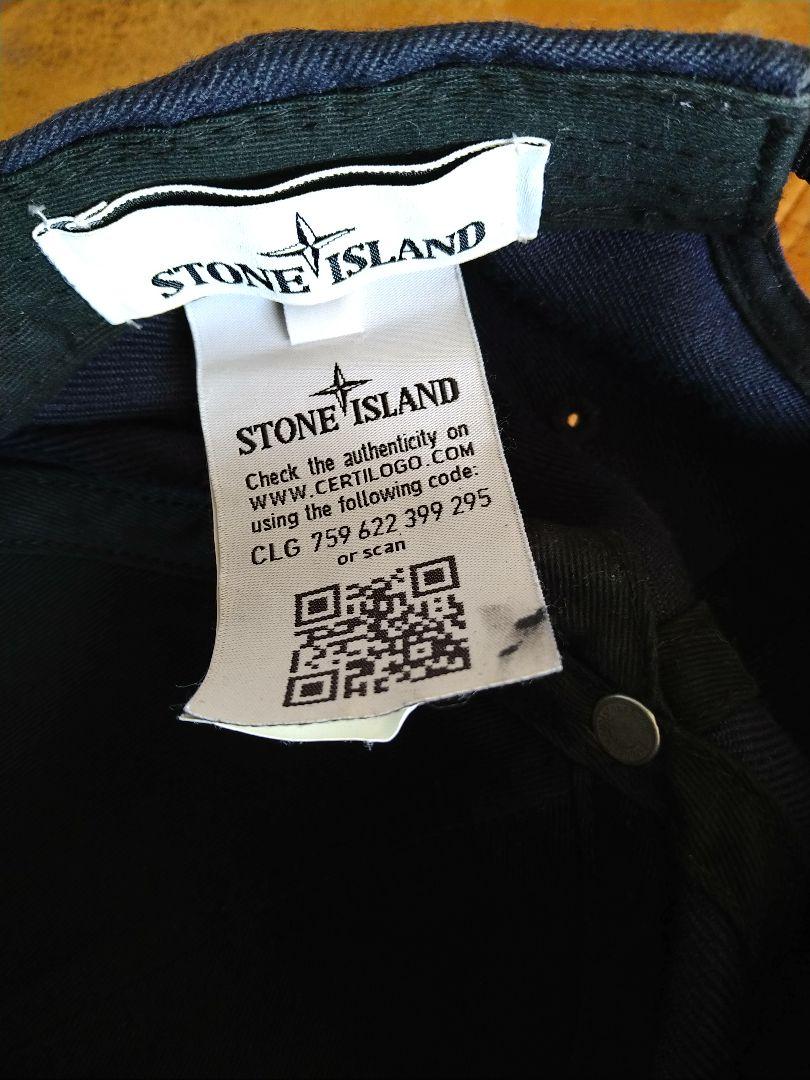 STONE ISLAND
STONE ISLAND
Check the authenticity on
WWW.CERTILOGO.COM
using the following code:
CLG 759 622 399 295
or scan